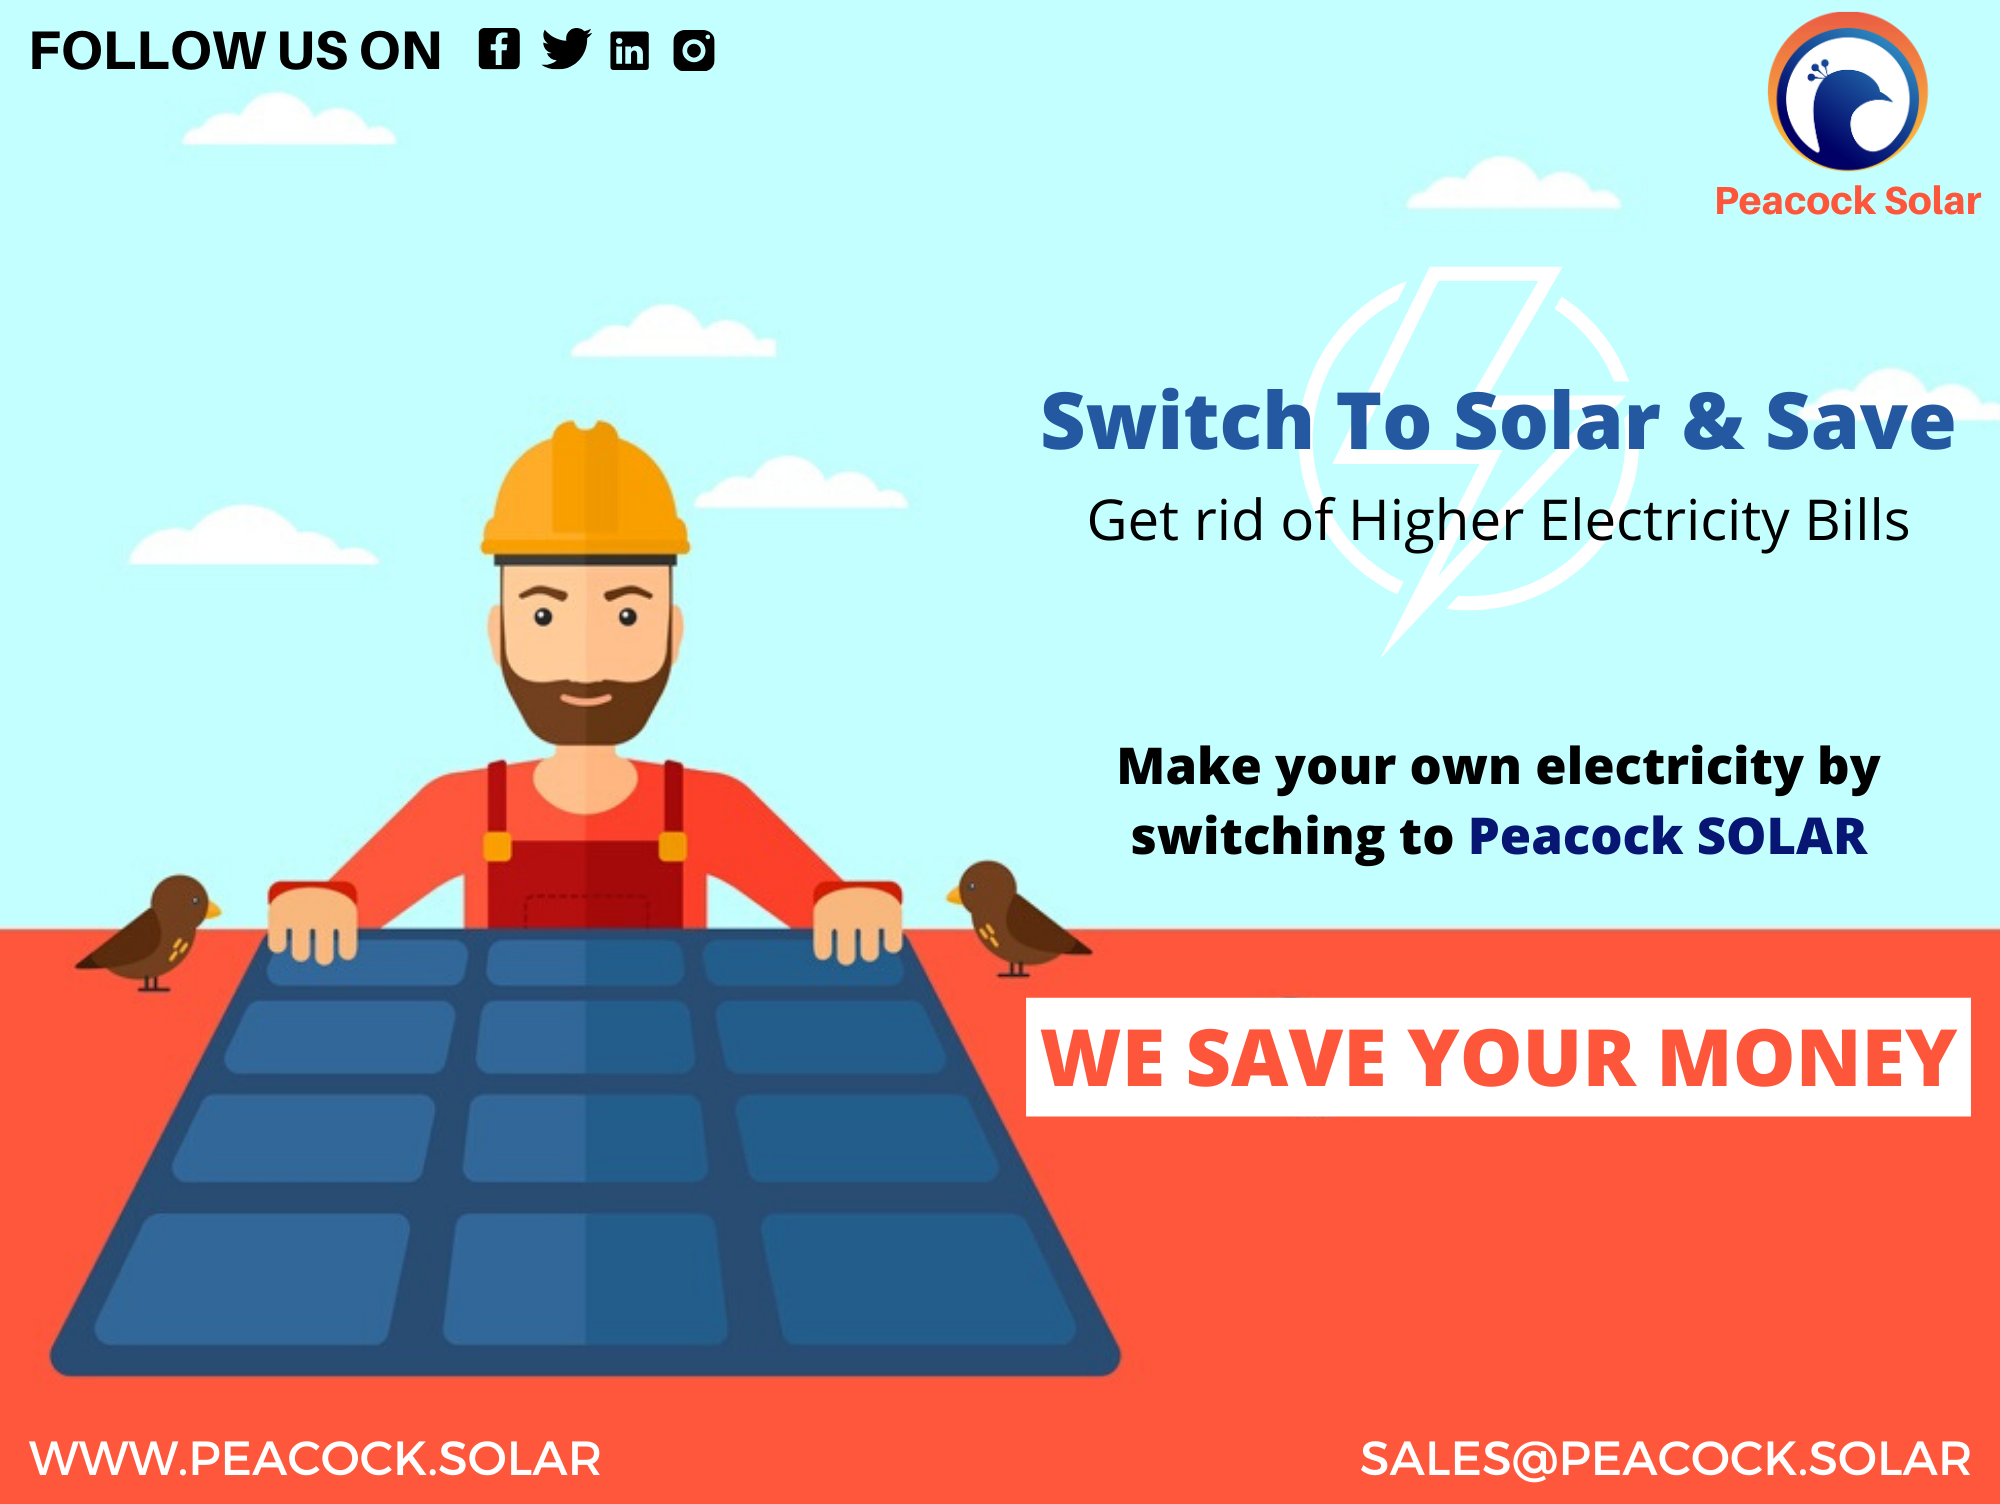 FOLLOW US ON
Peacock Solar
Switch To Solar & Save
Get rid of Higher Electricity Bills
Make your own electricity by
switching to Peacock SOLAR
WE SAVE YOUR MONEY
WWW.PEACOCK.SOLAR
SALES@PEACOCK.SOLAR